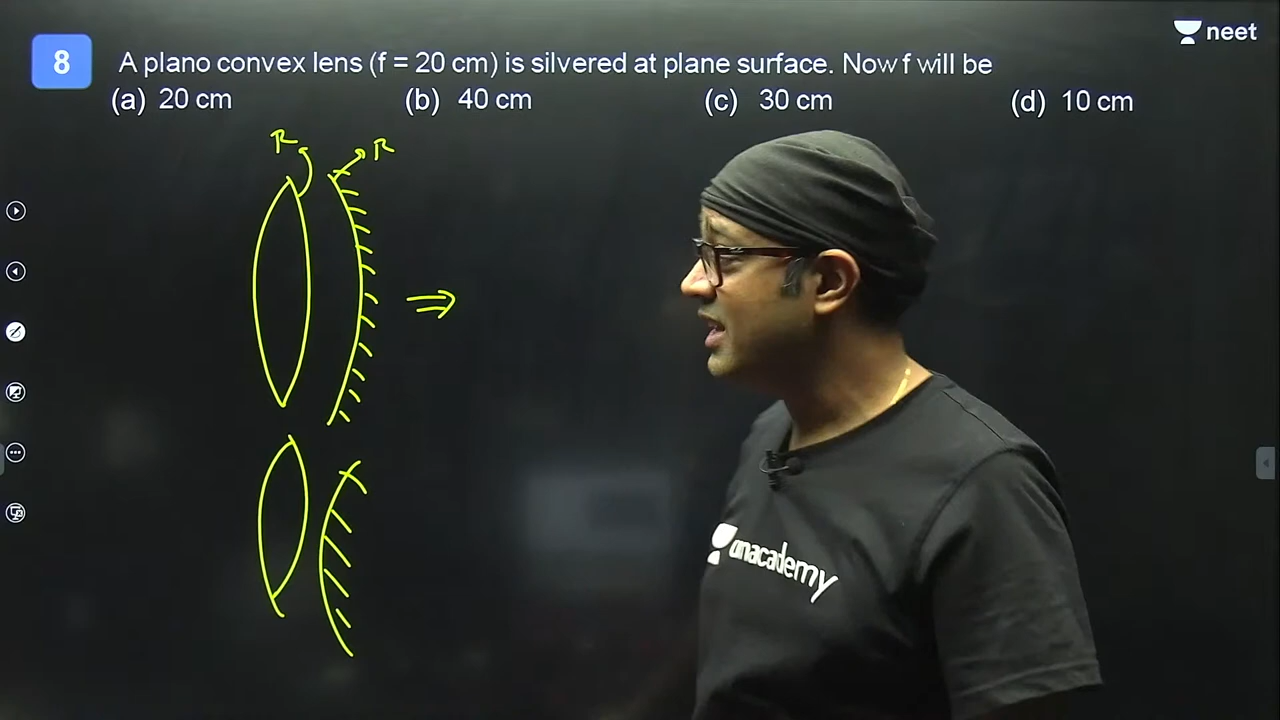 neet
8 A plano convex lens (f = 20 cm) is silvered at plane surface. Now f will be
(a) 20 cm (b) 40 cm (c) 30 cm (d) 10 cm
R R
unacademy